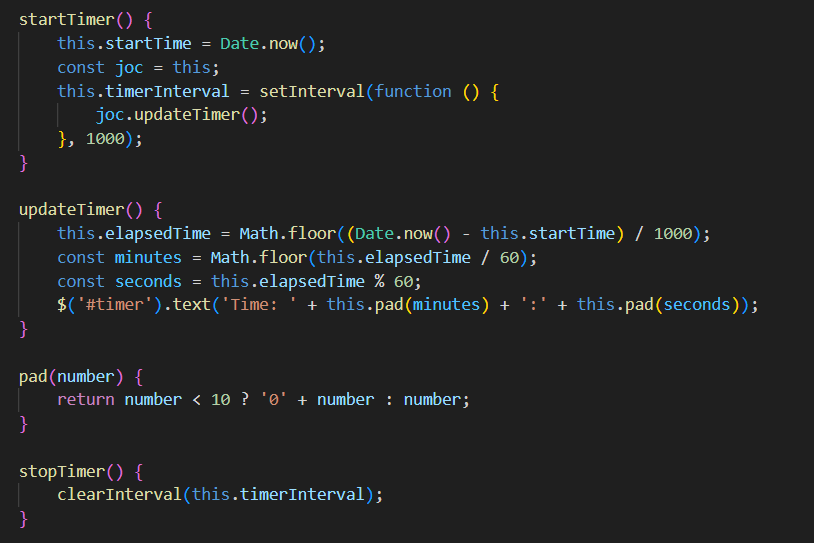 startTimer() {
    this.startTime = Date.now();
    const joc = this;
    this.timerInterval = setInterval(function () {
        joc.updateTimer();
    }, 1000);
}

updateTimer() {
    this.elapsedTime = Math.floor((Date.now() - this.startTime) / 1000);
    const minutes = Math.floor(this.elapsedTime / 60);
    const seconds = this.elapsedTime % 60;
    $('#timer').text('Time: ' + this.pad(minutes) + ':' + this.pad(seconds));
}

pad(number) {
    return number < 10 ? '0' + number : number;
}

stopTimer() {
    clearInterval(this.timerInterval);
}